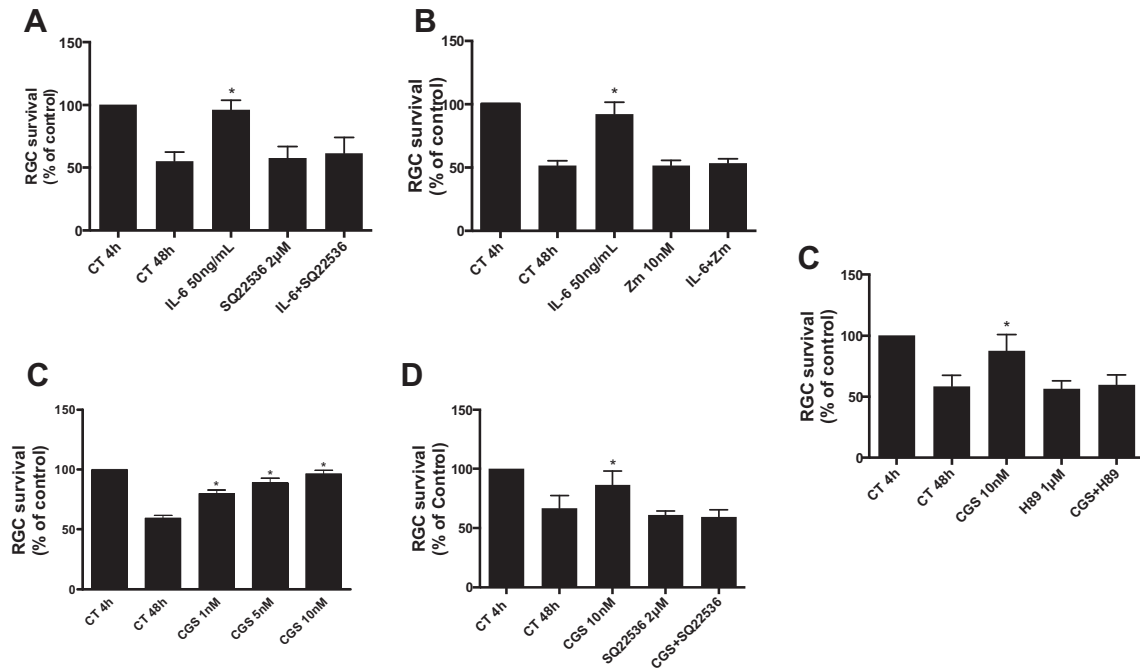 A
RGC survival
(% of control)
150
100
50
0
*
CT 4h
CT 48h
IL-6 50ng/mL
SQ22536 2µM
IL-6+SQ22536
B
RGC survival
(% of control)
150
100
50
0
*
CT 4h
CT 48h
IL-6 50ng/mL
Zm 10nM
IL-6+Zm
C
RGC survival
(% of control)
150
100
50
0
*
CT 4h
CT 48h
CGS 10nM
H89 1µM
CGS+H89
C
RGC survival
(% of control)
150
100
50
0
*
*
*
CT 4h
CT 48h
CGS 1nM
CGS 5nM
CGS 10nM
D
RGC survival
(% of Control)
150
100
50
0
*
CT 4h
CT 48h
CGS 10nM
SQ22536 2µM
CGS+SQ22536